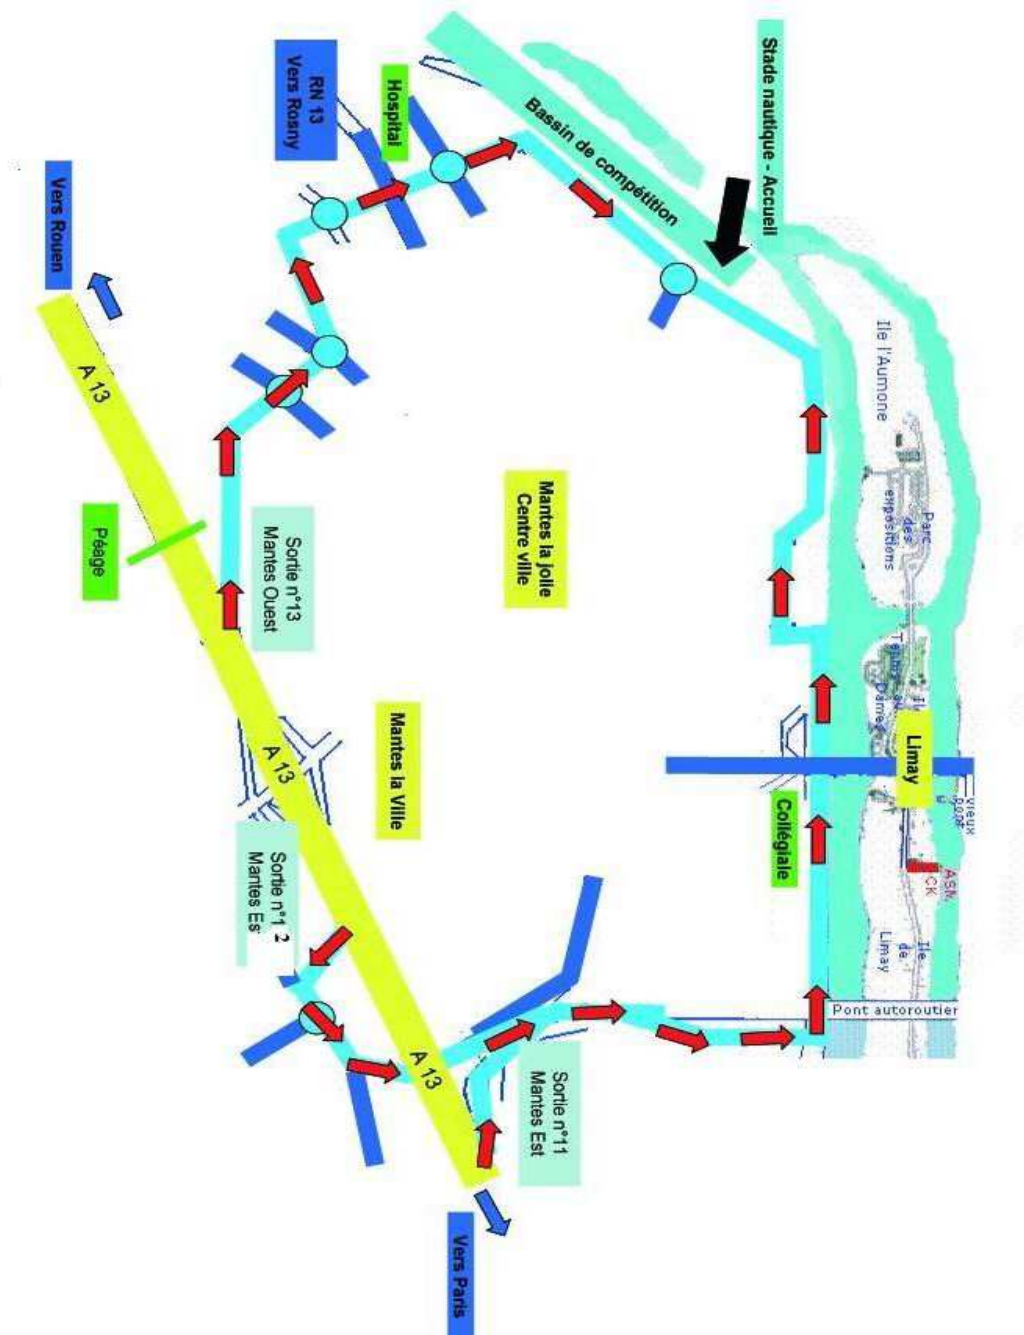 Stade nautique - Accueil
Bassin de compétition
Hospital
RN 13
Vers Rosny
Vers Rouen
A 13
Péage
Sortie n°13
Mantes Ouest
Mantes la jolie
Centre ville
Mantes la Ville
A 13
Sortie n°1 2
Mantes Es
A 13
Sortie n°11
Mantes Est
Vers Paris
Ile l'Aumone
Parc
des
expositions
Limay
vieux
pont
Collégiale
ASM
CK
Ile
de
Limay
Pont autoroutier